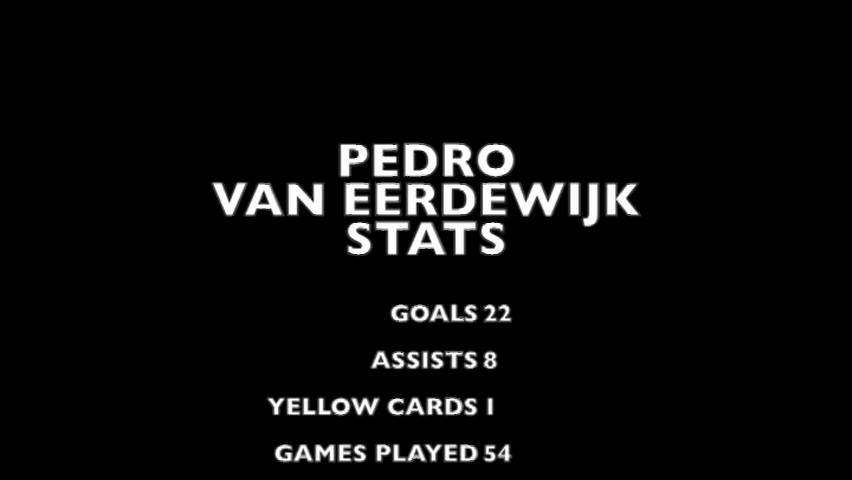 PEDRO
VAN EERDEWIJK
STATS
GOALS 22
ASSISTS 8
YELLOW CARDS 1
GAMES PLAYED 54